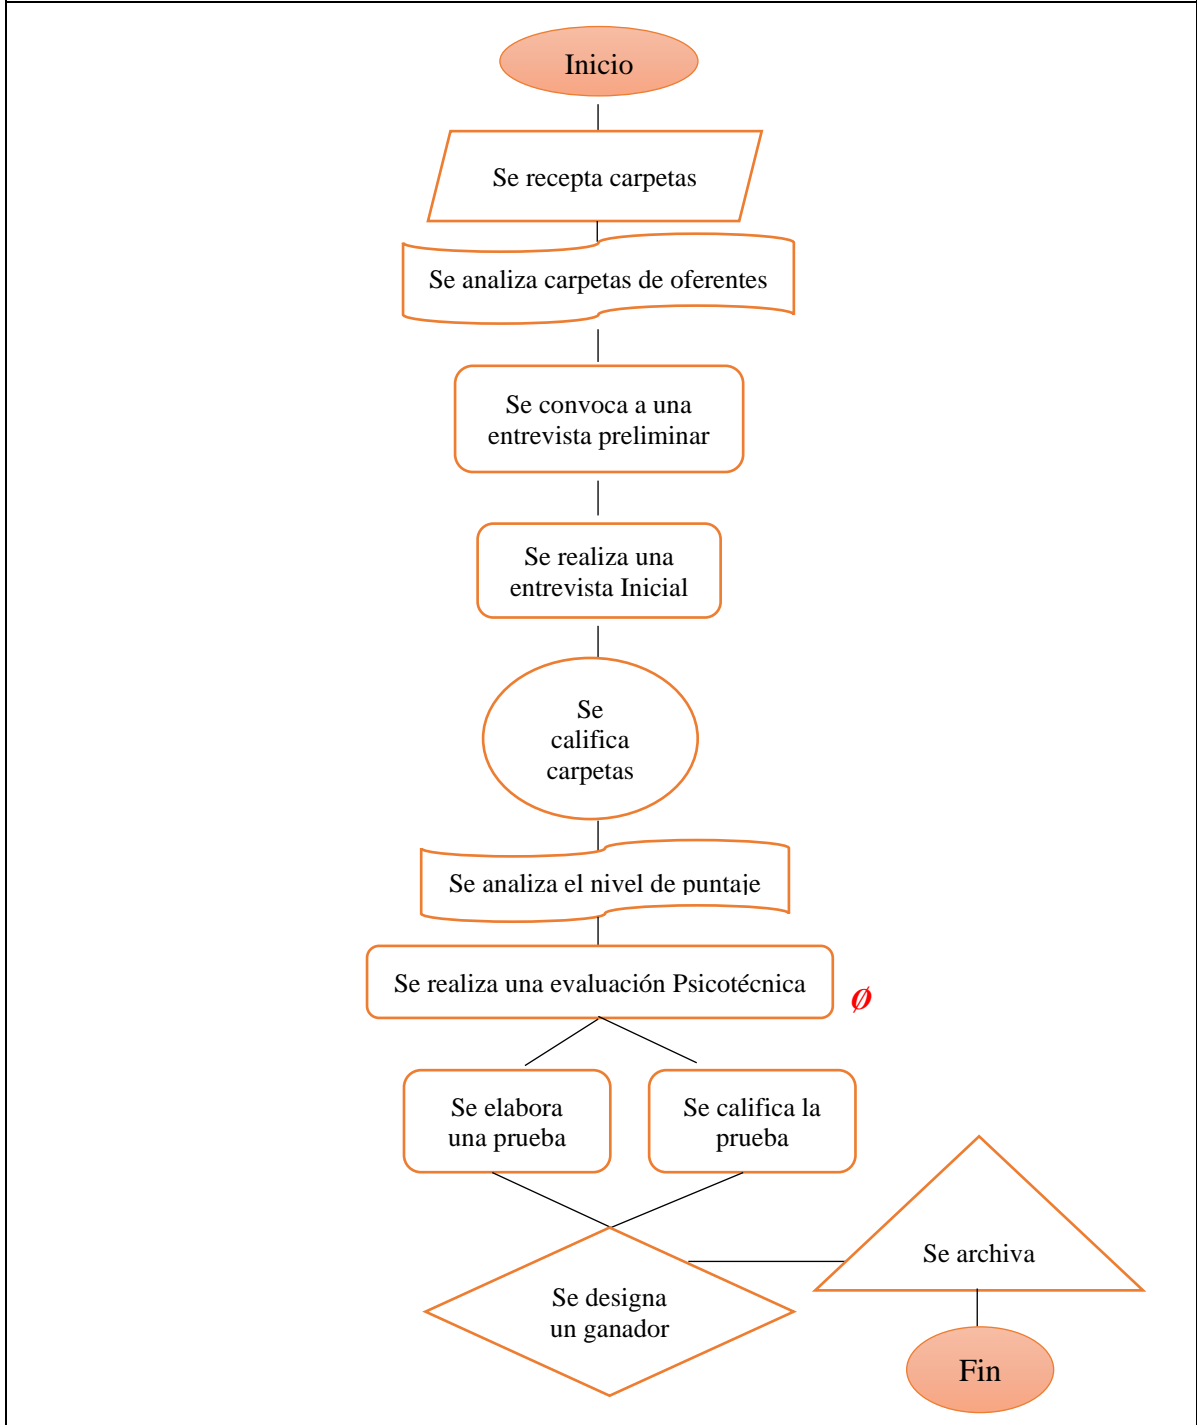 Inicio
Se recepta carpetas
Se analiza carpetas de oferentes
Se convoca a una
entrevista preliminar
Se realiza una
entrevista Inicial
Se
califica
carpetas
Se analiza el nivel de puntaje
Se realiza una evaluación Psicotécnica
Ø
Se elabora
una prueba
Se califica la
prueba
Se archiva
Se designa
un ganador
Fin